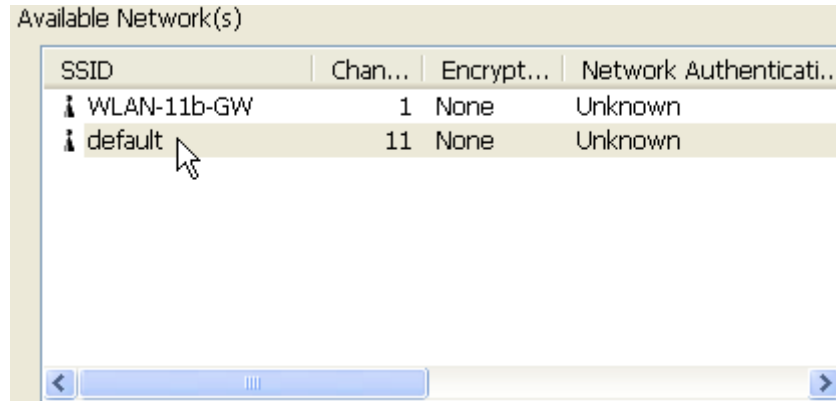 Available Network(s)
SSID Chan... Encrypt... Network Authenticati..
WLAN-11b-GW 1 None Unknown
default 11 None Unknown